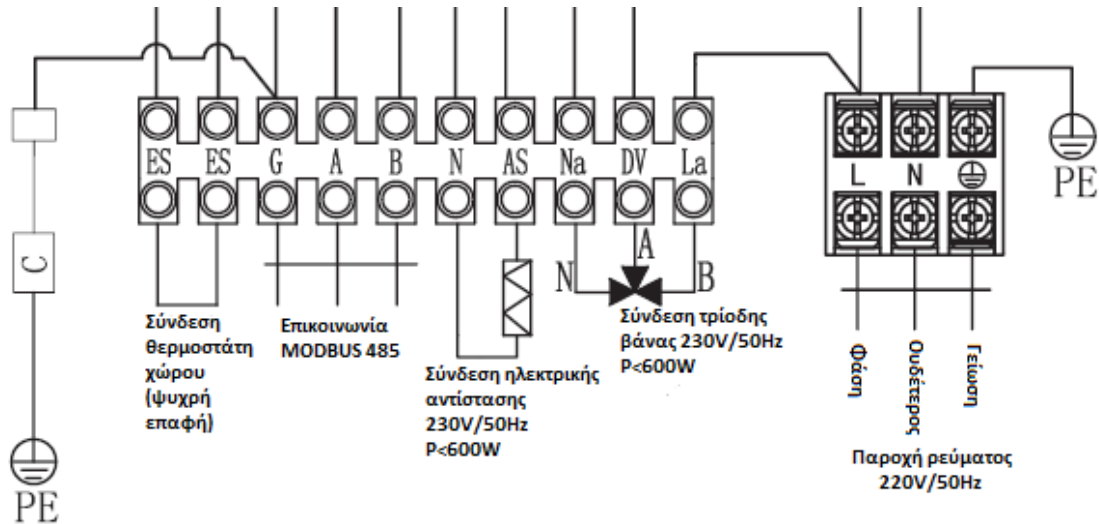 ES ES G A B N AS Na DV La
L N
PE
C
A
N B
Σύνδεση
θερμοστάτη
χώρου
(ψυχρή
επαφή)
Επικοινωνία
MODBUS 485
Σύνδεση ηλεκτρικής
αντίστασης
230V/50Hz
P<600W
Σύνδεση τρίοδης
βάνας 230V/50Hz
P<600W
Φάση
Ουδέτερος
Γείωση
Παροχή ρεύματος
220V/50Hz
PE